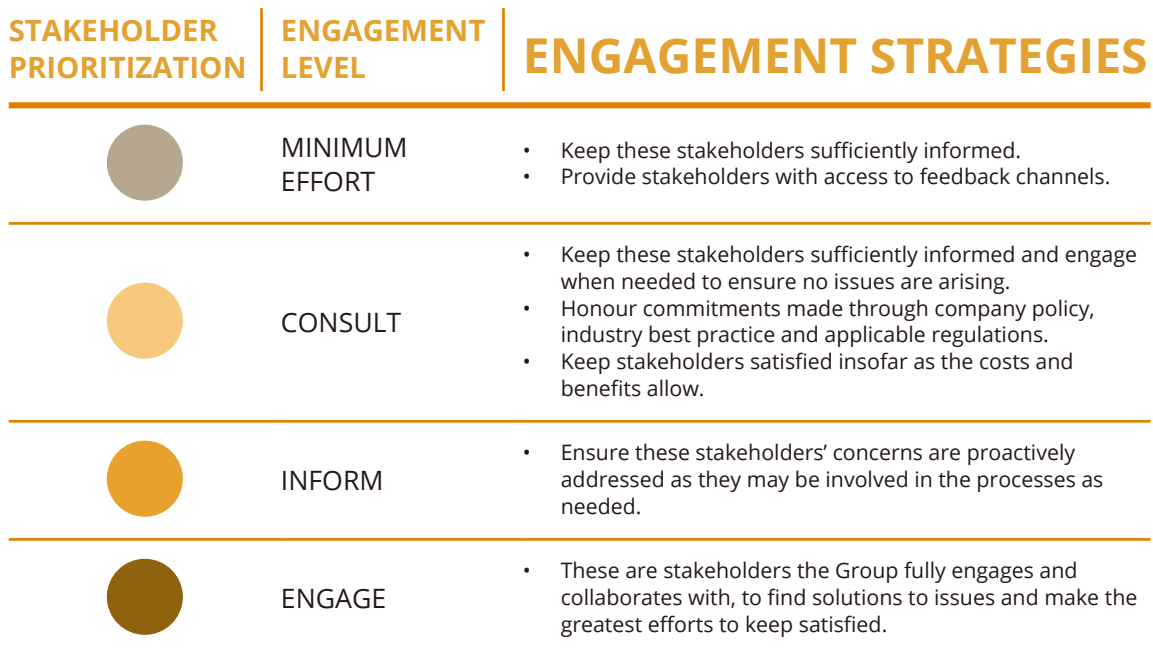 STAKEHOLDER
PRIORITIZATION
ENGAGEMENT
LEVEL
ENGAGEMENT STRATEGIES
MINIMUM
EFFORT
• Keep these stakeholders sufficiently informed.
• Provide stakeholders with access to feedback channels.
CONSULT
• Keep these stakeholders sufficiently informed and engage
when needed to ensure no issues are arising.
• Honour commitments made through company policy,
industry best practice and applicable regulations.
• Keep stakeholders satisfied insofar as the costs and
benefits allow.
INFORM
• Ensure these stakeholders’ concerns are proactively
addressed as they may be involved in the processes as
needed.
ENGAGE
• These are stakeholders the Group fully engages and
collaborates with, to find solutions to issues and make the
greatest efforts to keep satisfied.